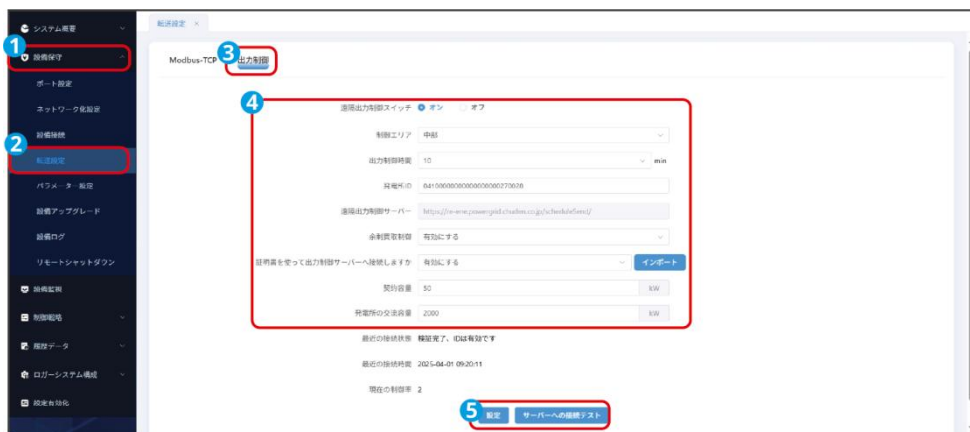 システム概要
転送設定 ×
1
設備保守
Modbus-TCP
3
出力制御
ポート設定
ネットワーク化設定
設備接続
2
転送設定
パラメーター設定
設備アップグレード
設備ログ
リモートシャットダウン
設備監視
制御戦略
履歴データ
ロガーシステム構成
設定有効化
4
遠隔出力制御スイッチ オン オフ
制御エリア 中部
出力制御時間 10 min
発電所ID
遠隔出力制御サーバー
余剰買取制御 有効にする
証明書を使って出力制御サーバーへ接続しますか 有効にする インポート
契約容量 50 kW
発電所の交流容量 2000 kW
最近の接続状態 検証完了、IDは有効です
最近の接続時間 2025-04-01 09:20:11
現在の制御率 2
5
設定 サーバーへの接続テスト